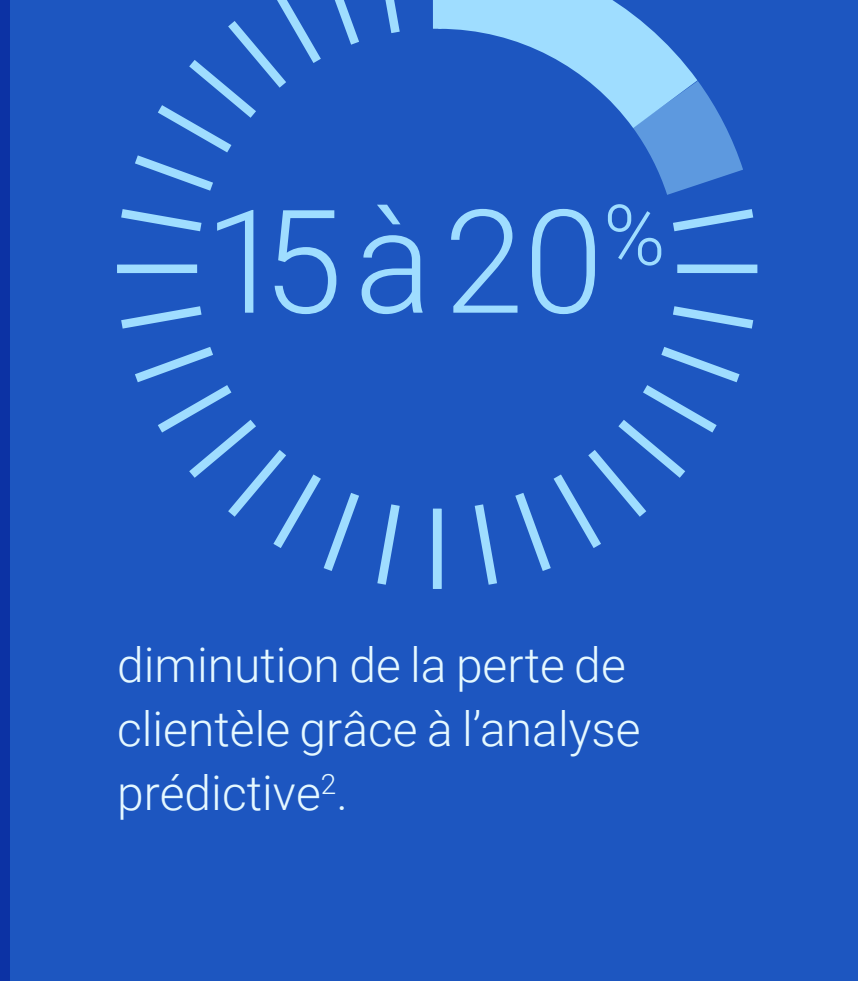 15 à 20%
diminution de la perte de
clientèle grâce à l’analyse
prédictive².